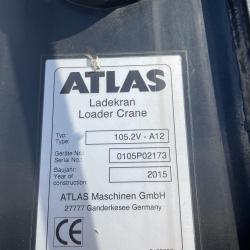 ATLAS
Ladekran
Loader Crane
Typ:
Type:
105.2V - A12
Geräte Nr.:
Serial No.:
0105P02173
Baujahr:
Year of
construction:
2015
ATLAS Maschinen GmbH
27777 Ganderkesee Germany
CE